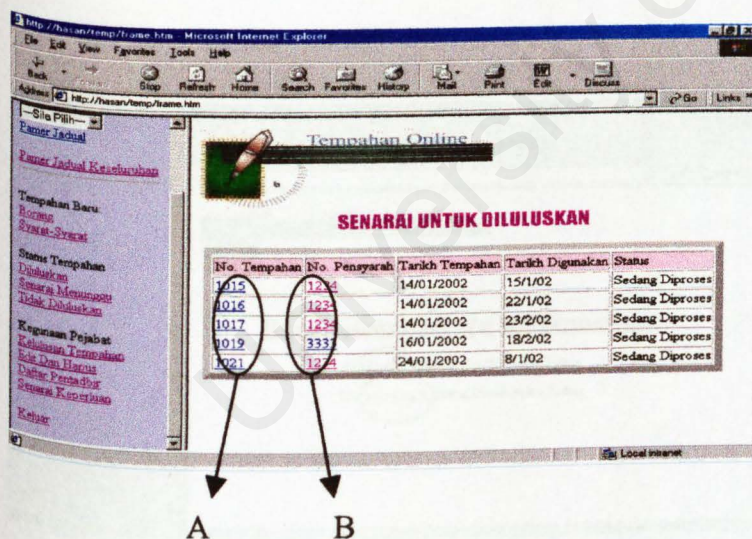 http://hasan/temp/frame.htm - Microsoft Internet Explorer
File Edit View Favorites Tools Help
Back Stop Refresh Home Search Favorites History Mail Print Edit Discuss
Address http://hasan/temp/frame.htm Go Links
---Sila Pilih---
Pamer Jadual
Pamer Jadual Keseluruhan
Tempahan Baru
Borang
Syarat-Syarat
Status Tempahan
Diluluskan
Senarai Menunggu
Tidak Diluluskan
Kegunaan Pejabat
Kelulusan Tempahan
Edit Dan Hapus
Daftar Pentadbir
Senarai Keperluan
Keluar
Tempahan Online
SENARAI UNTUK DILULUSKAN
No. Tempahan No. Pensyarah Tarikh Tempahan Tarikh Digunakan Status
1015 1234 14/01/2002 15/1/02 Sedang Diproses
1016 1234 14/01/2002 22/1/02 Sedang Diproses
1017 1234 14/01/2002 23/2/02 Sedang Diproses
1019 3333 16/01/2002 18/2/02 Sedang Diproses
1021 1234 24/01/2002 8/1/02 Sedang Diproses
Local intranet
A B
University